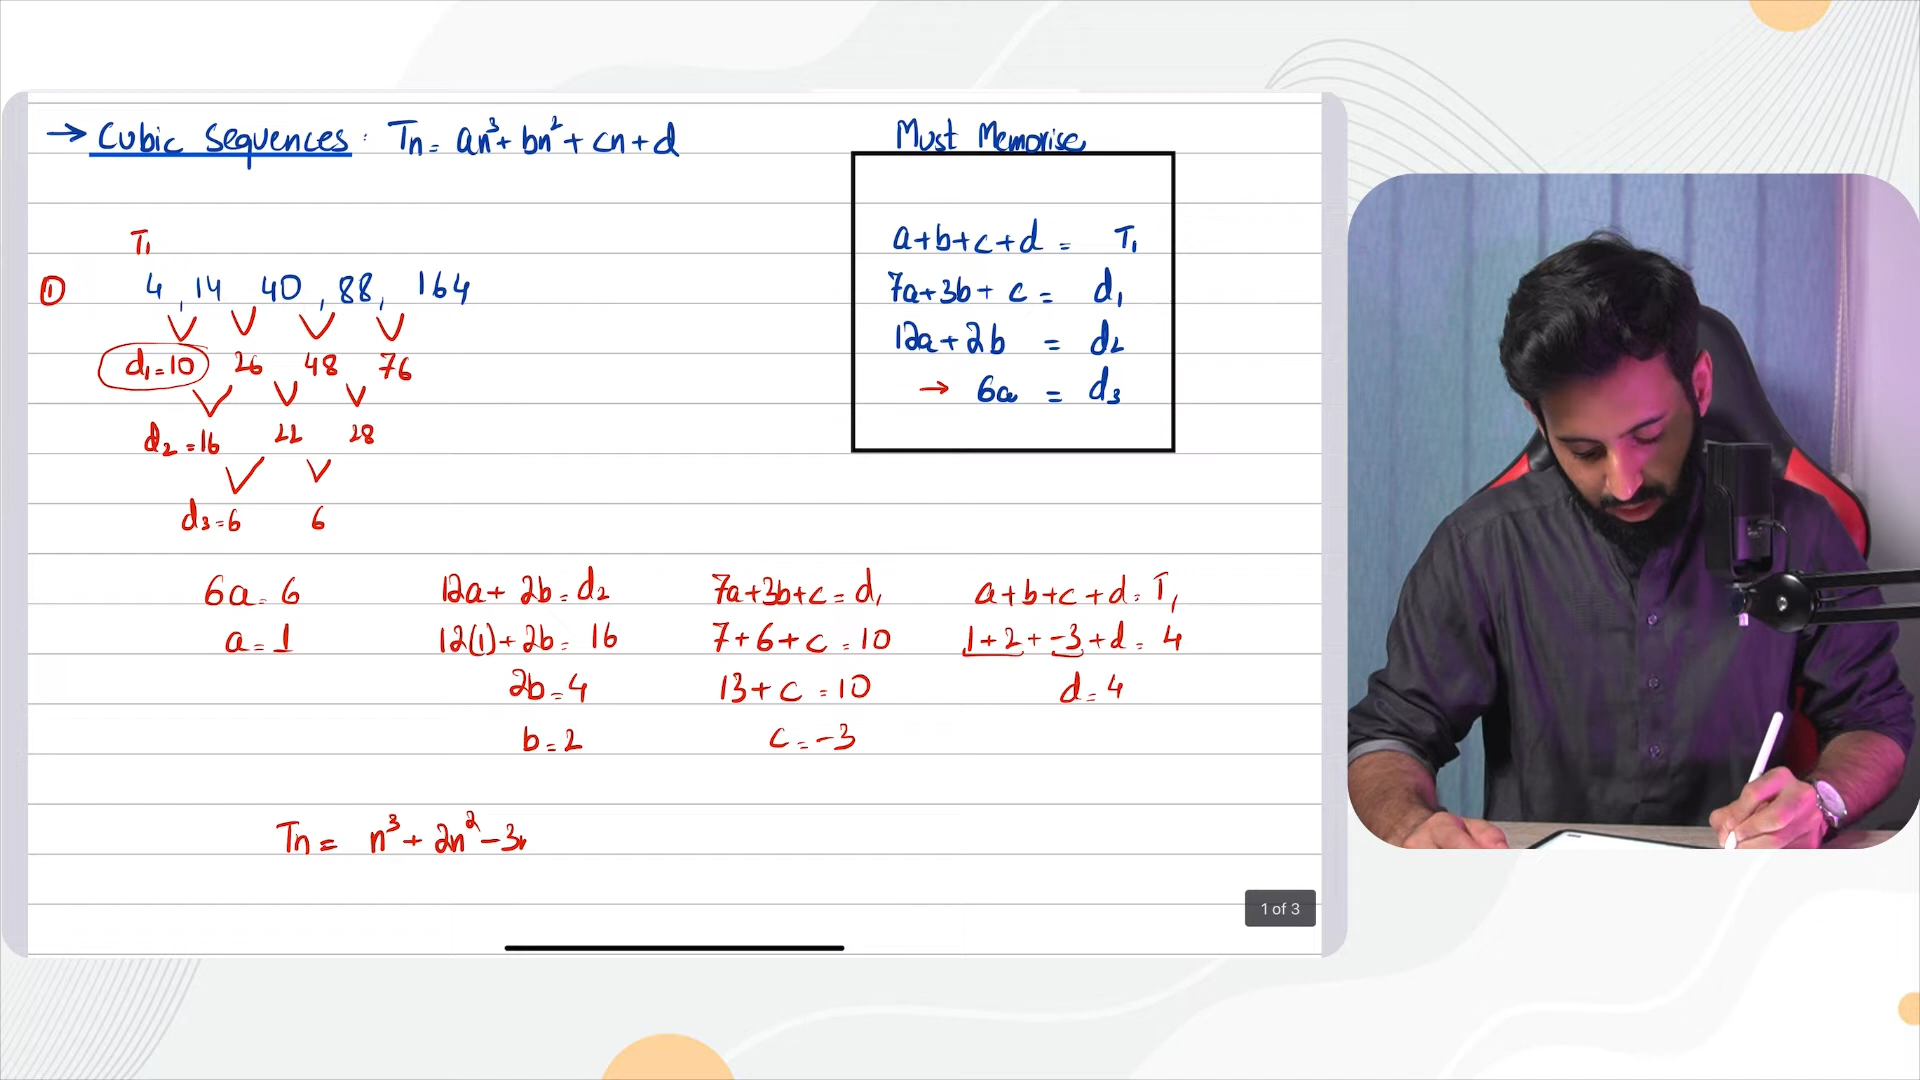 → Cubic Sequences : Tn = an³ + bn² + cn + d
Must Memorise
a+b+c+d = T₁
7a+3b+c = d₁
12a+2b = d₂
→ 6a = d₃
T₁
① 4, 14 40, 88, 164
d₁=10 26 48 76
d₂=16 22 28
d₃=6 6
6a=6 12a+2b=d₂ 7a+3b+c=d₁ a+b+c+d=T₁
a=1 12(1)+2b=16 7+6+c=10 1+2+-3+d=4
2b=4 13+c=10 d=4
b=2 c=-3
Tn= n³+2n²-3n
1 of 3